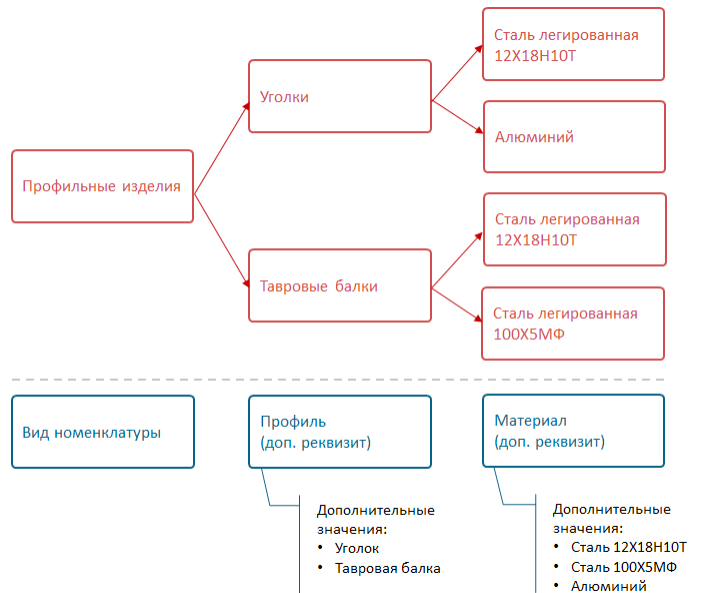 Сталь легированная
12Х18Н10Т
Уголки
Алюминий
Профильные изделия
Сталь легированная
12Х18Н10Т
Тавровые балки
Сталь легированная
100Х5МФ
Вид номенклатуры
Профиль
(доп. реквизит)
Материал
(доп. реквизит)
Дополнительные
значения:
• Уголок
• Тавровая балка
Дополнительные
значения:
• Сталь 12Х18Н10Т
• Сталь 100Х5МФ
• Алюминий